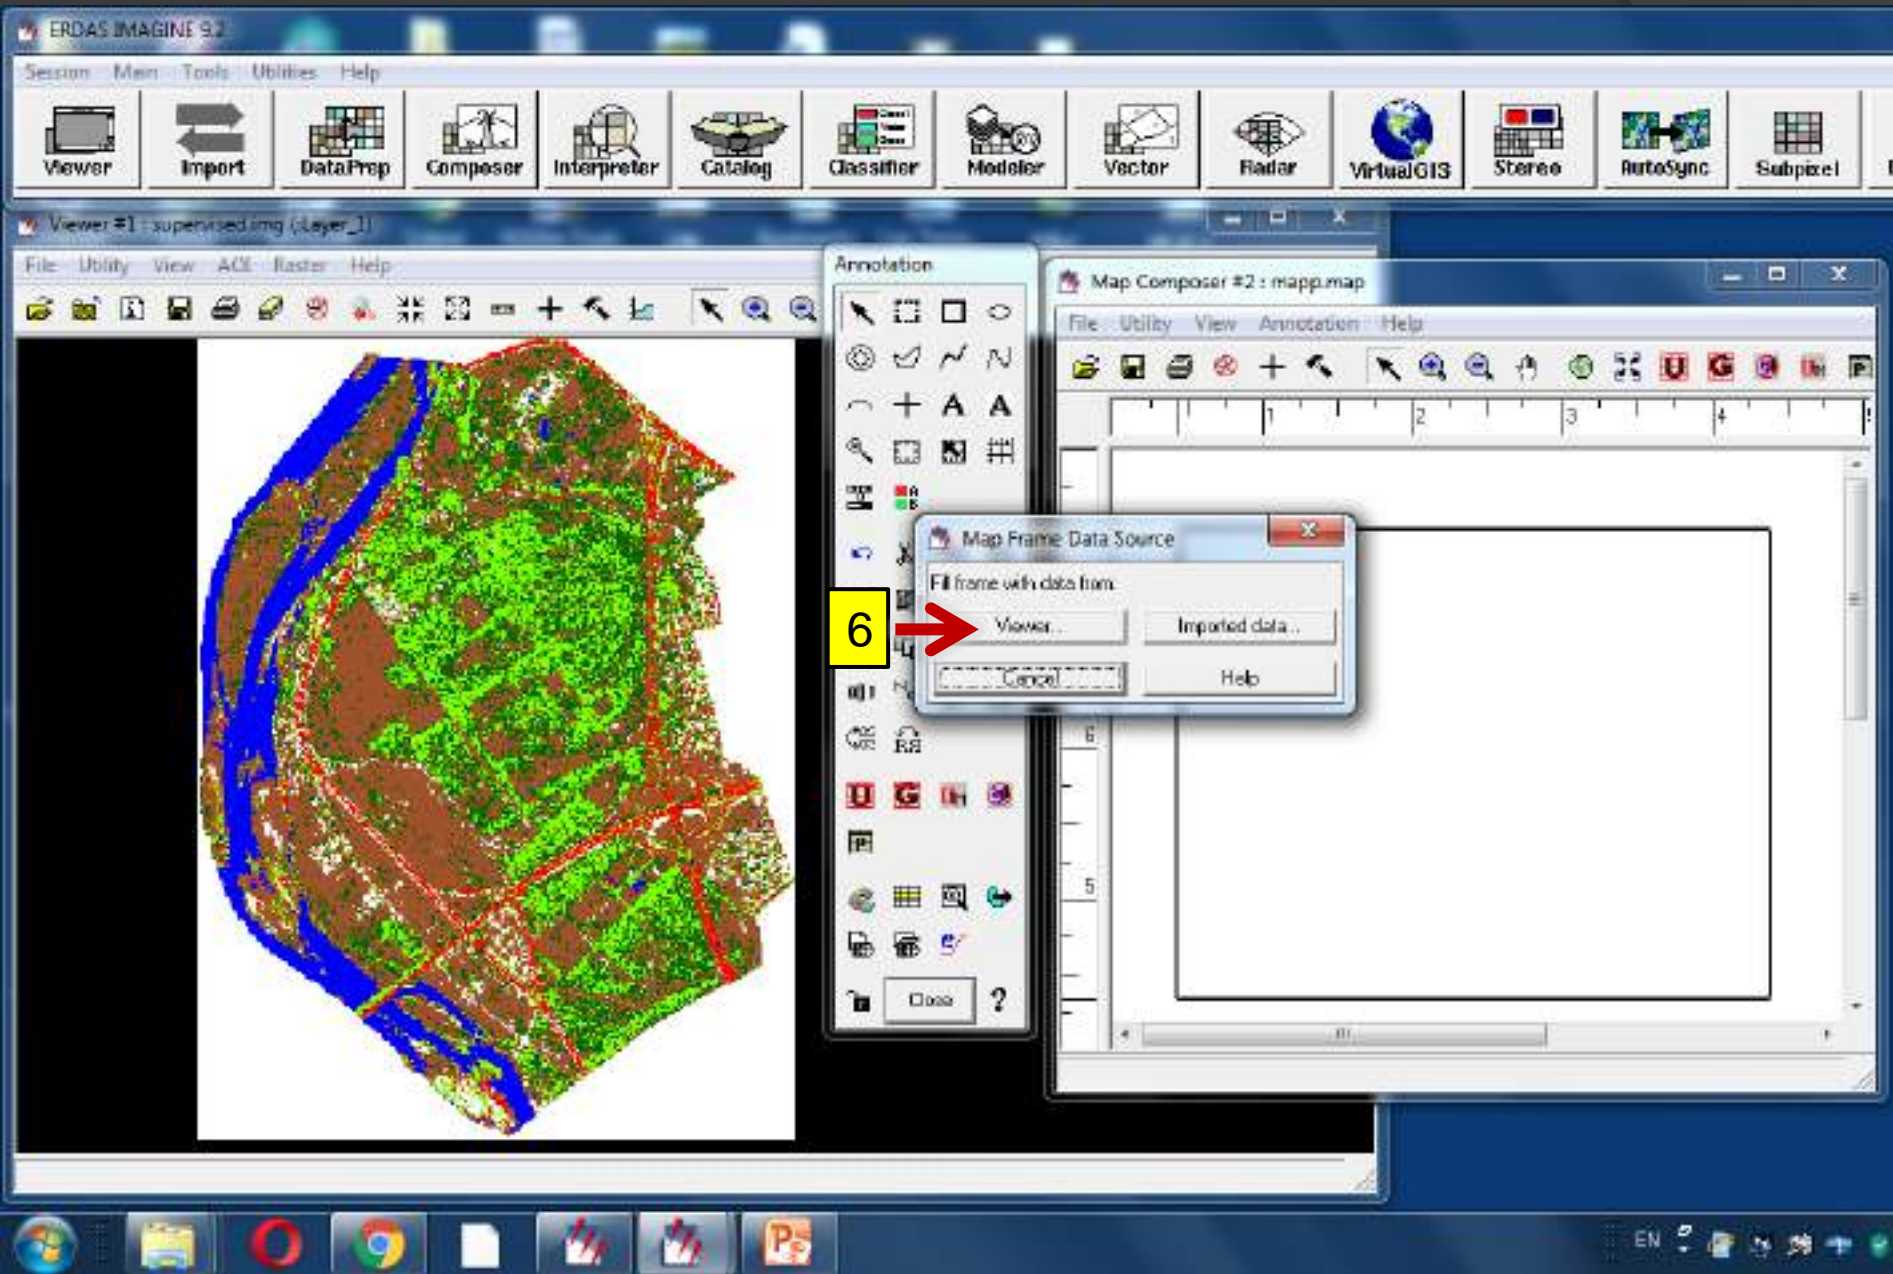 ERDAS IMAGINE 9.2
Session Main Tools Utilities Help
Viewer Import DataPrep Composer Interpreter Catalog Classifier Modeler Vector Radar VirtualGIS Stereo AutoSync Subpixel
Viewer #1 : supervised.img (:Layer_1)
File Utility View AOI Raster Help
Annotation
Map Composer #2 : mapp.map
File Utility View Annotation Help
1 2 3 4
Map Frame Data Source
Fill frame with data from:
6
Viewer... Imported data...
Cancel Help
6
5
Close ?
EN